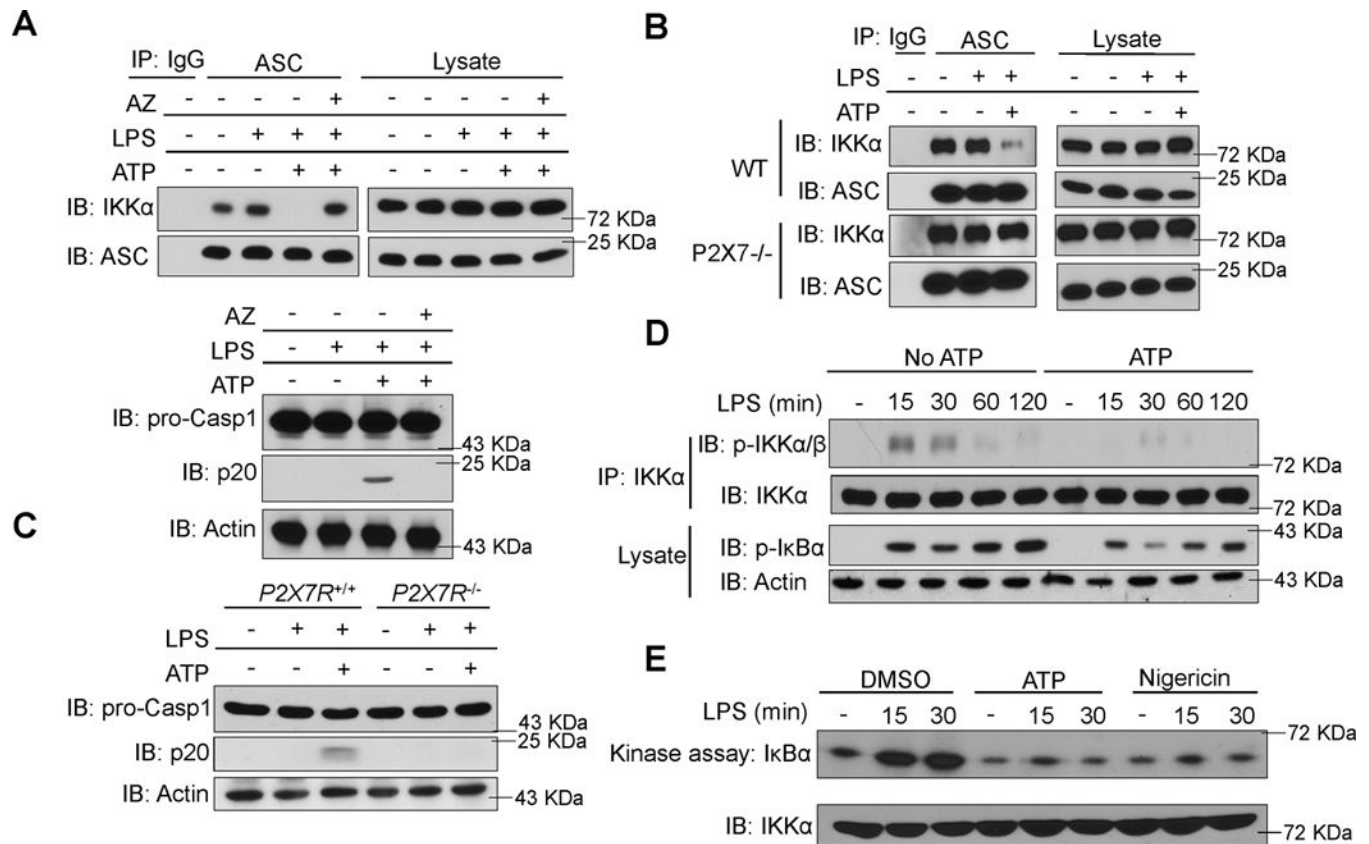 A
IP: IgG ASC Lysate
AZ - - - - + - - - - +
LPS - - + + + - - + + +
ATP - - - + + - - - + +
IB: IKKα 72 KDa
IB: ASC 25 KDa
AZ - - - +
LPS - + + +
ATP - - + +
IB: pro-Casp1 43 KDa
IB: p20 25 KDa
IB: Actin 43 KDa
B
IP: IgG ASC Lysate
LPS - - + + - - + +
ATP - - - + - - - +
WT
IB: IKKα 72 KDa
IB: ASC 25 KDa
P2X7-/-
IB: IKKα 72 KDa
IB: ASC 25 KDa
C
P2X7R+/+ P2X7R-/-
LPS - + + - + +
ATP - - + - - +
IB: pro-Casp1 43 KDa
IB: p20 25 KDa
IB: Actin 43 KDa
D
No ATP ATP
LPS (min) - 15 30 60 120 - 15 30 60 120
IP: IKKα
IB: p-IKKα/β 72 KDa
IB: IKKα 72 KDa
Lysate
IB: p-IκBα 43 KDa
IB: Actin 43 KDa
E
DMSO ATP Nigericin
LPS (min) - 15 30 - 15 30 - 15 30
Kinase assay: IκBα 72 KDa
IB: IKKα 72 KDa